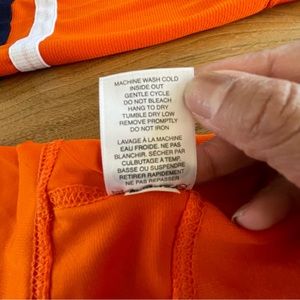 MACHINE WASH COLD
INSIDE OUT
GENTLE CYCLE
DO NOT BLEACH
HANG TO DRY
TUMBLE DRY LOW
REMOVE PROMPTLY
DO NOT IRON
LAVAGE À LA MACHINE
EAU FROIDE. NE PAS
BLANCHIR. SÉCHER PAR
CULBUTAGE À TEMP.
BASSE OU SUSPENDRE
RETIRER RAPIDEMENT
NE PAS REPASSER